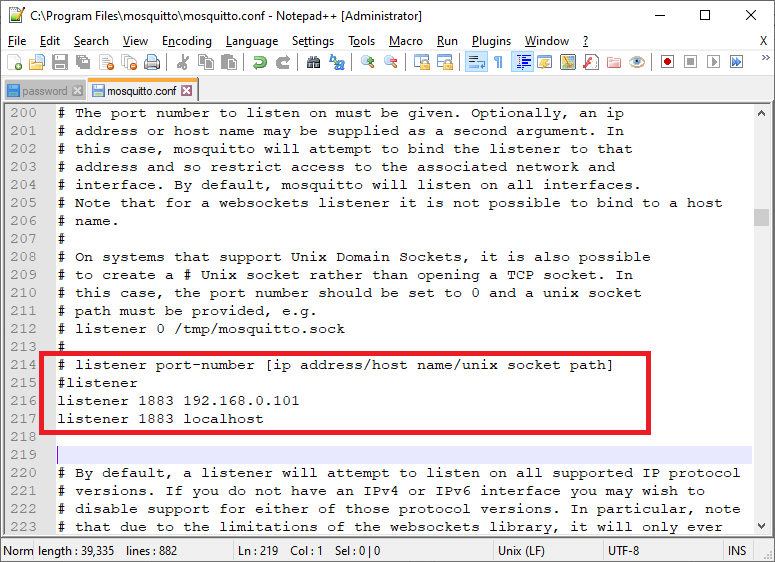 C:\Program Files\mosquitto\mosquitto.conf - Notepad++ [Administrator]
File Edit Search View Encoding Language Settings Tools Macro Run Plugins Window ? X
password mosquitto.conf
200 # The port number to listen on must be given. Optionally, an ip
201 # address or host name may be supplied as a second argument. In
202 # this case, mosquitto will attempt to bind the listener to that
203 # address and so restrict access to the associated network and
204 # interface. By default, mosquitto will listen on all interfaces.
205 # Note that for a websockets listener it is not possible to bind to a host
206 # name.
207 #
208 # On systems that support Unix Domain Sockets, it is also possible
209 # to create a # Unix socket rather than opening a TCP socket. In
210 # this case, the port number should be set to 0 and a unix socket
211 # path must be provided, e.g.
212 # listener 0 /tmp/mosquitto.sock
213 #
214 # listener port-number [ip address/host name/unix socket path]
215 #listener
216 listener 1883 192.168.0.101
217 listener 1883 localhost
218
219
220 # By default, a listener will attempt to listen on all supported IP protocol
221 # versions. If you do not have an IPv4 or IPv6 interface you may wish to
222 # disable support for either of those protocol versions. In particular, note
223 # that due to the limitations of the websockets library, it will only ever
Norm length : 39,335 lines : 882 Ln : 219 Col : 1 Sel : 0 | 0 Unix (LF) UTF-8 INS